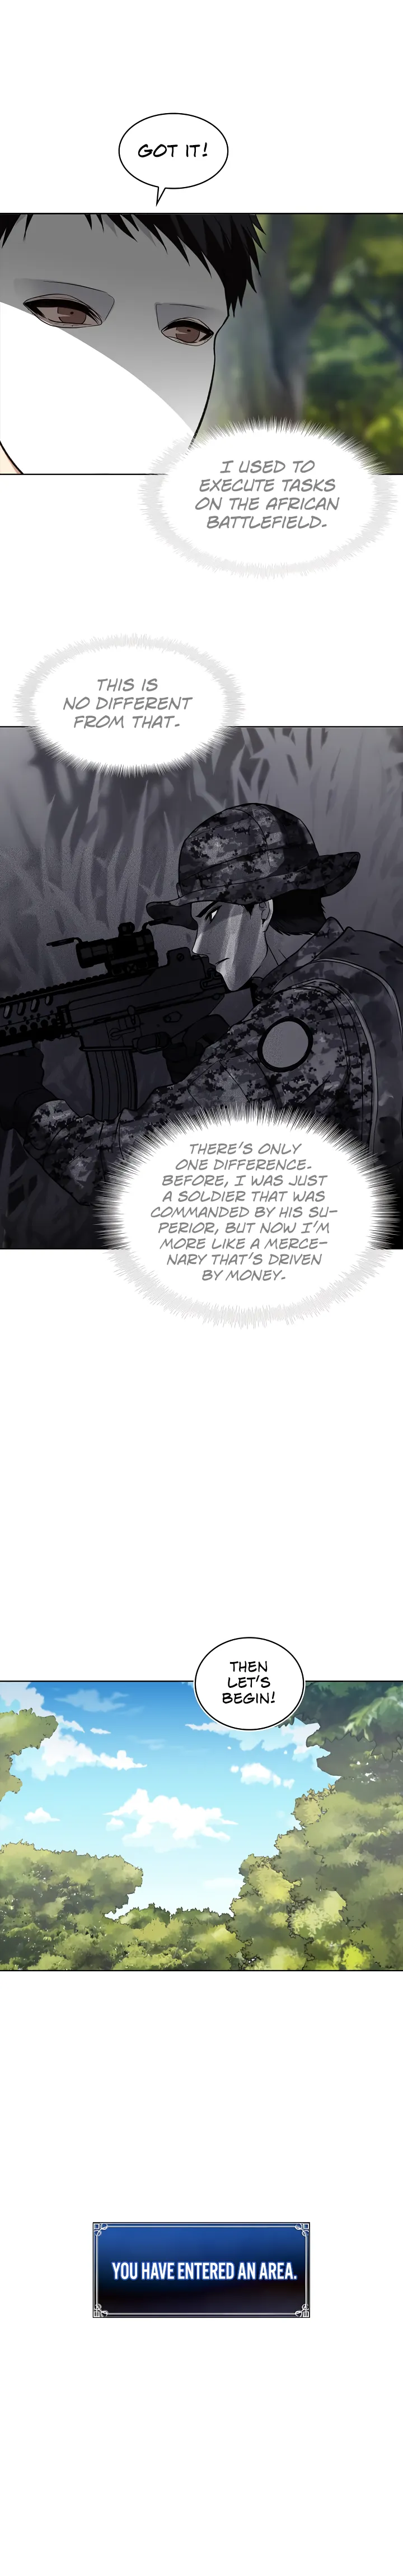 GOT IT!
I USED TO
EXECUTE TASKS
ON THE AFRICAN
BATTLEFIELD.
THIS IS
NO DIFFERENT
FROM THAT.
THERE'S ONLY
ONE DIFFERENCE.
BEFORE, I WAS JUST
A SOLDIER THAT WAS
COMMANDED BY HIS SU-
PERIOR, BUT NOW I'M
MORE LIKE A MERCE-
NARY THAT'S DRIVEN
BY MONEY.
THEN
LET'S
BEGIN!
YOU HAVE ENTERED AN AREA.